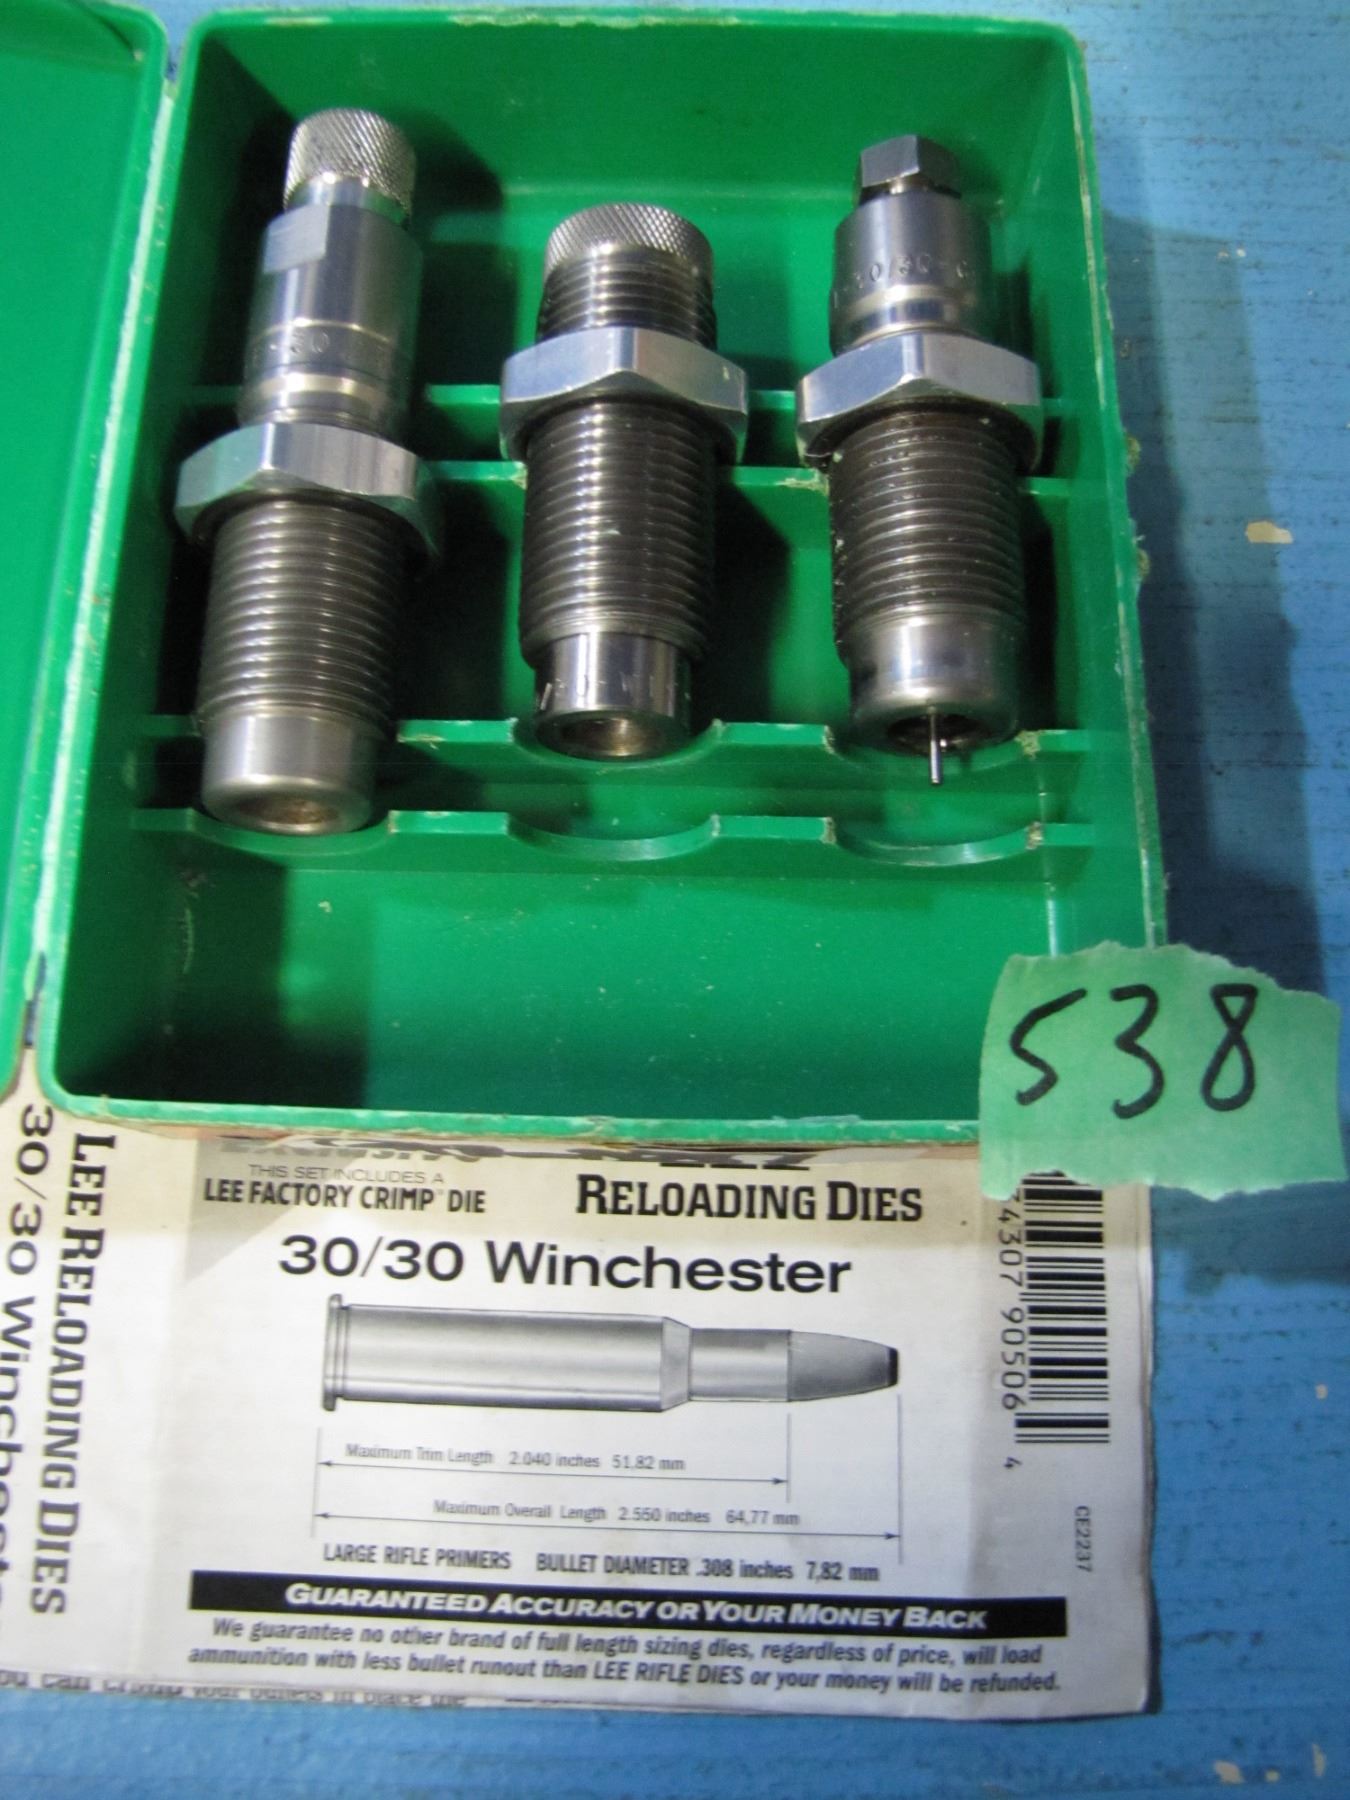 538
THIS SET INCLUDES A
LEE FACTORY CRIMP™ DIE
RELOADING DIES
30/30 Winchester
Maximum Trim Length 2.040 inches 51,82 mm
Maximum Overall Length 2.550 inches 64,77 mm
LARGE RIFLE PRIMERS BULLET DIAMETER .308 inches 7,82 mm
GUARANTEED ACCURACY OR YOUR MONEY BACK
We guarantee no other brand of full length sizing dies, regardless of price, will load
ammunition with less bullet runout than LEE RIFLE DIES or your money will be refunded.
74307 90506 4
CE2237
LEE RELOADING DIES
30/30 Winchester